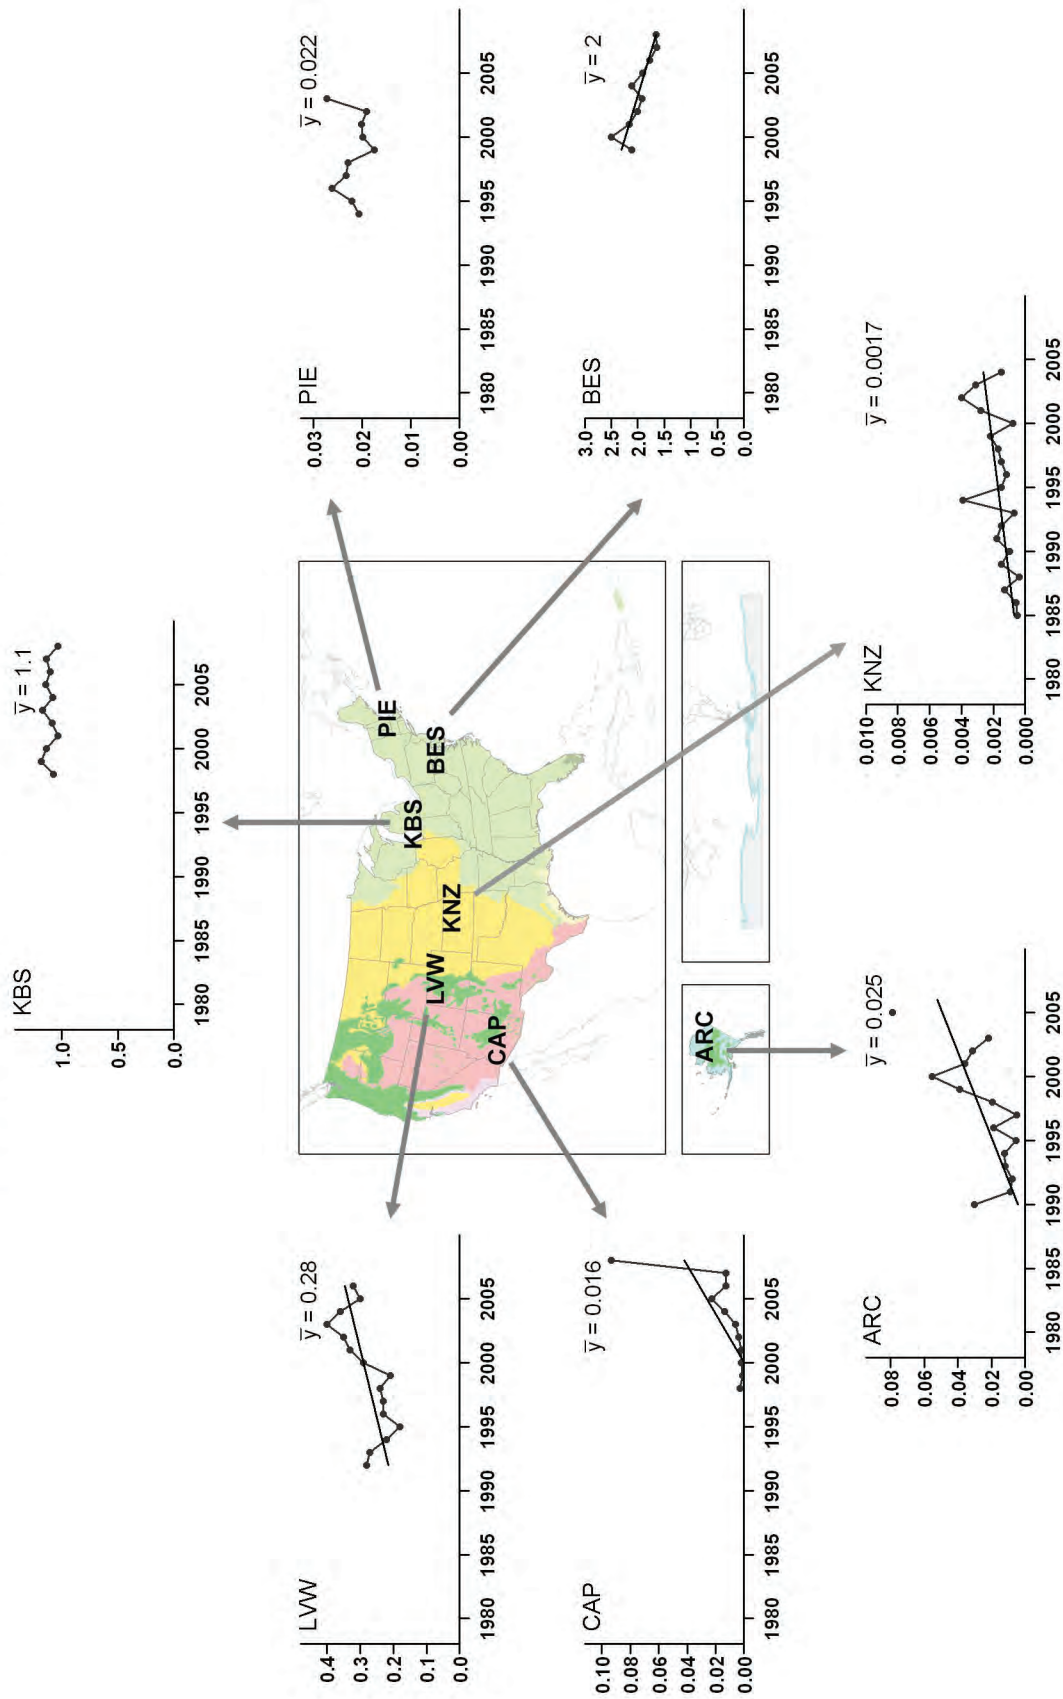 KBS
y̅ = 1.1
1.0
0.5
0.0
1980 1985 1990 1995 2000 2005
LVW
y̅ = 0.28
0.4
0.3
0.2
0.1
0.0
1980 1985 1990 1995 2000 2005
PIE
y̅ = 0.022
0.03
0.02
0.01
0.00
1980 1985 1990 1995 2000 2005
CAP
y̅ = 0.016
0.10
0.08
0.06
0.04
0.02
0.00
1980 1985 1990 1995 2000 2005
BES
y̅ = 2
3.0
2.5
2.0
1.5
1.0
0.5
0.0
1980 1985 1990 1995 2000 2005
PIE
BES
KBS
KNZ
LVW
CAP
ARC
ARC
y̅ = 0.025
0.08
0.06
0.04
0.02
0.00
1980 1985 1990 1995 2000 2005
KNZ
y̅ = 0.0017
0.010
0.008
0.006
0.004
0.002
0.000
1980 1985 1990 1995 2000 2005